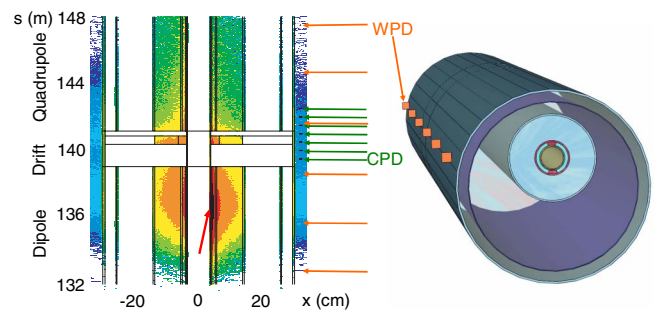 s (m)
148
144
140
136
132
Quadrupole
Drift
Dipole
-20
0
20
x (cm)
WPD
CPD